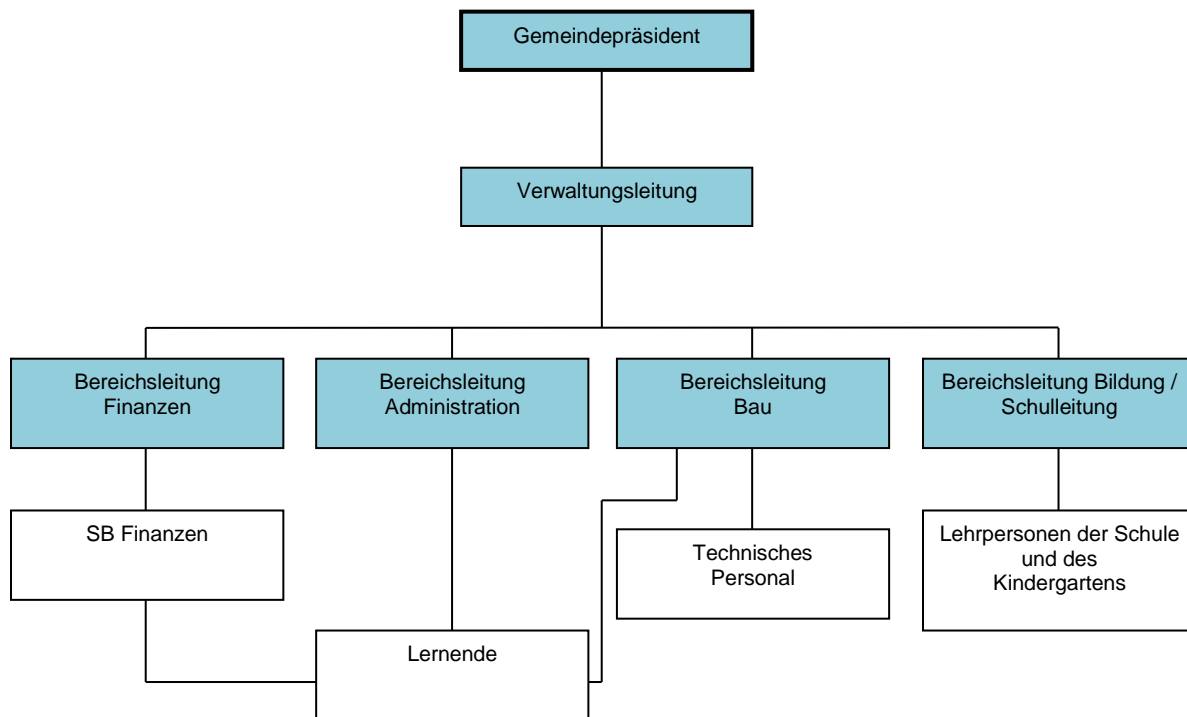 Gemeindepräsident
Verwaltungsleitung
Bereichsleitung
Finanzen
Bereichsleitung
Administration
Bereichsleitung
Bau
Bereichsleitung Bildung /
Schulleitung
SB Finanzen
Technisches
Personal
Lehrpersonen der Schule
und des
Kindergartens
Lernende